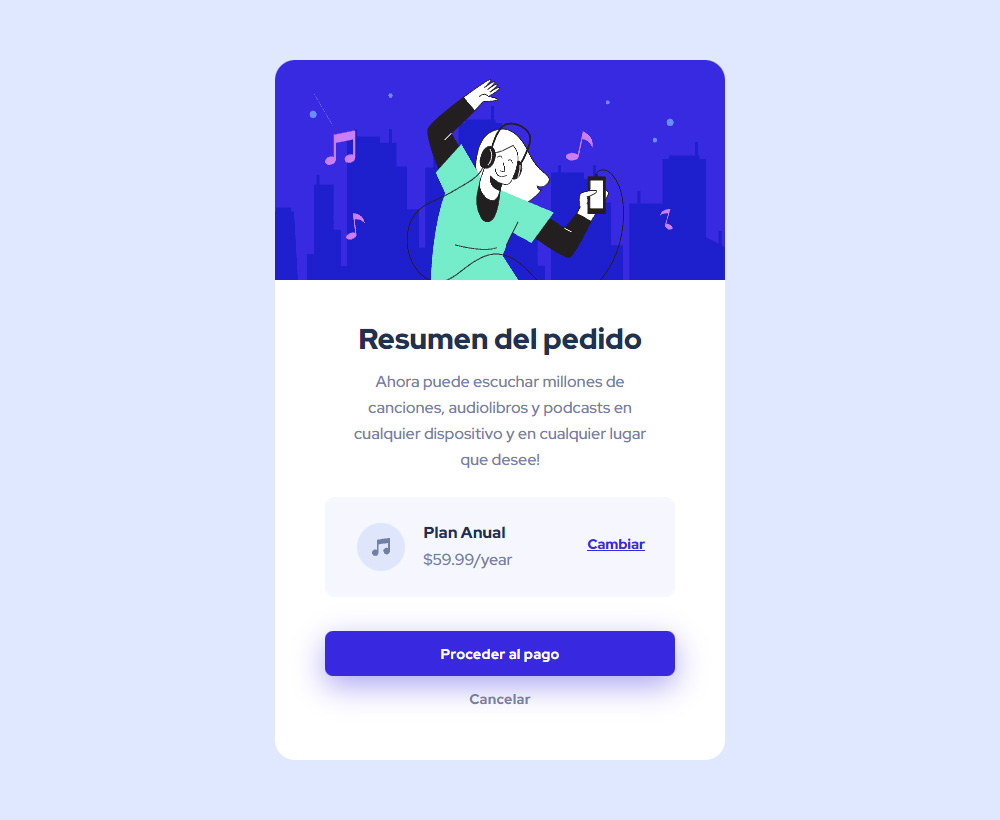 Resumen del pedido
Ahora puede escuchar millones de
canciones, audiolibros y podcasts en
cualquier dispositivo y en cualquier lugar
que desee!
Plan Anual
$59.99/year
Cambiar
Proceder al pago
Cancelar